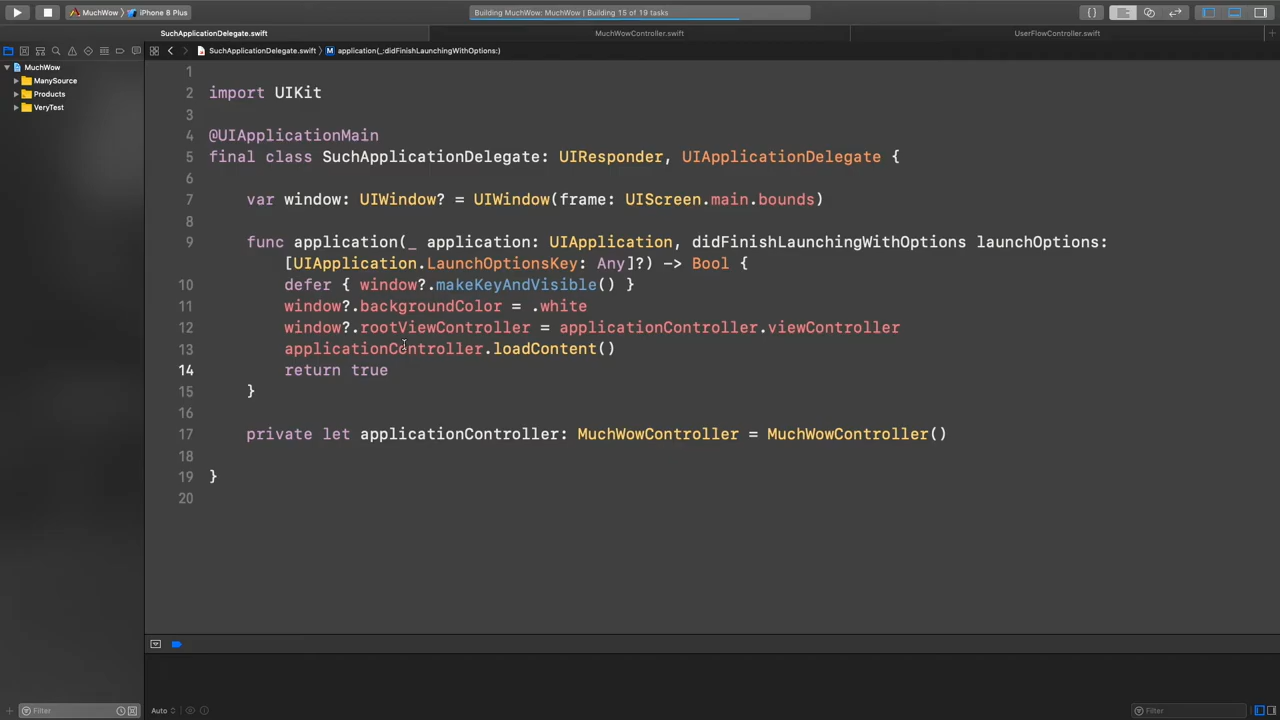 MuchWow
iPhone 6 Plus
Building MuchWow: MuchWow | Building 15 of 19 tasks
{ }
SuchApplicationDelegate.swift
MuchWowController.swift
UserFlowController.swift
SuchApplicationDelegate.swift
M application(_:didFinishLaunchingWithOptions:)
MuchWow
ManySource
Products
VeryTest
1
2 import UIKit
3
4 @UIApplicationMain
5 final class SuchApplicationDelegate: UIResponder, UIApplicationDelegate {
6
7 var window: UIWindow? = UIWindow(frame: UIScreen.main.bounds)
8
9 func application(_ application: UIApplication, didFinishLaunchingWithOptions launchOptions:
[UIApplication.LaunchOptionsKey: Any]?) -> Bool {
10 defer { window?.makeKeyAndVisible() }
11 window?.backgroundColor = .white
12 window?.rootViewController = applicationController.viewController
13 applicationController.loadContent()
14 return true
15 }
16
17 private let applicationController: MuchWowController = MuchWowController()
18
19 }
20
Filter
Auto
Filter